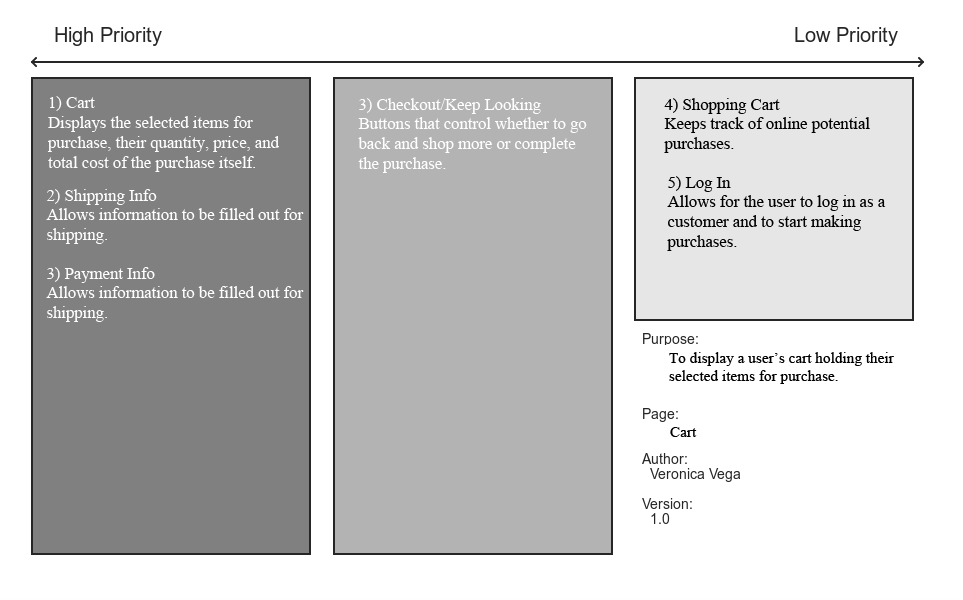 High Priority
Low Priority
1) Cart
Displays the selected items for
purchase, their quantity, price, and
total cost of the purchase itself.
2) Shipping Info
Allows information to be filled out for
shipping.
3) Payment Info
Allows information to be filled out for
shipping.
3) Checkout/Keep Looking
Buttons that control whether to go
back and shop more or complete
the purchase.
4) Shopping Cart
Keeps track of online potential
purchases.
5) Log In
Allows for the user to log in as a
customer and to start making
purchases.
Purpose:
To display a user’s cart holding their
selected items for purchase.
Page:
Cart
Author:
Veronica Vega
Version:
1.0